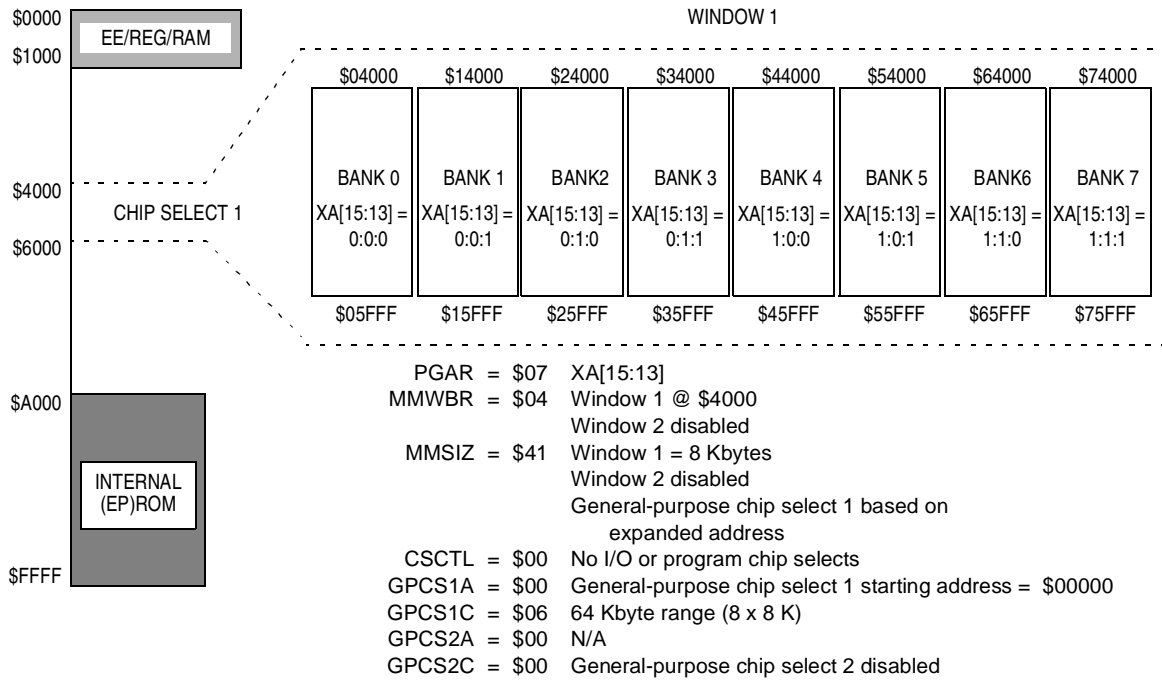 $0000
EE/REG/RAM
$1000
$4000
CHIP SELECT 1
$6000
$A000
INTERNAL
(EP)ROM
$FFFF
WINDOW 1
$04000 $14000 $24000 $34000 $44000 $54000 $64000 $74000
BANK 0 BANK 1 BANK2 BANK 3 BANK 4 BANK 5 BANK6 BANK 7
XA[15:13] = XA[15:13] = XA[15:13] = XA[15:13] = XA[15:13] = XA[15:13] = XA[15:13] = XA[15:13] =
0:0:0 0:0:1 0:1:0 0:1:1 1:0:0 1:0:1 1:1:0 1:1:1
$05FFF $15FFF $25FFF $35FFF $45FFF $55FFF $65FFF $75FFF
PGAR = $07 XA[15:13]
MMWBR = $04 Window 1 @ $4000
Window 2 disabled
MMSIZ = $41 Window 1 = 8 Kbytes
Window 2 disabled
General-purpose chip select 1 based on
expanded address
CSCTL = $00 No I/O or program chip selects
GPCS1A = $00 General-purpose chip select 1 starting address = $00000
GPCS1C = $06 64 Kbyte range (8 x 8 K)
GPCS2A = $00 N/A
GPCS2C = $00 General-purpose chip select 2 disabled